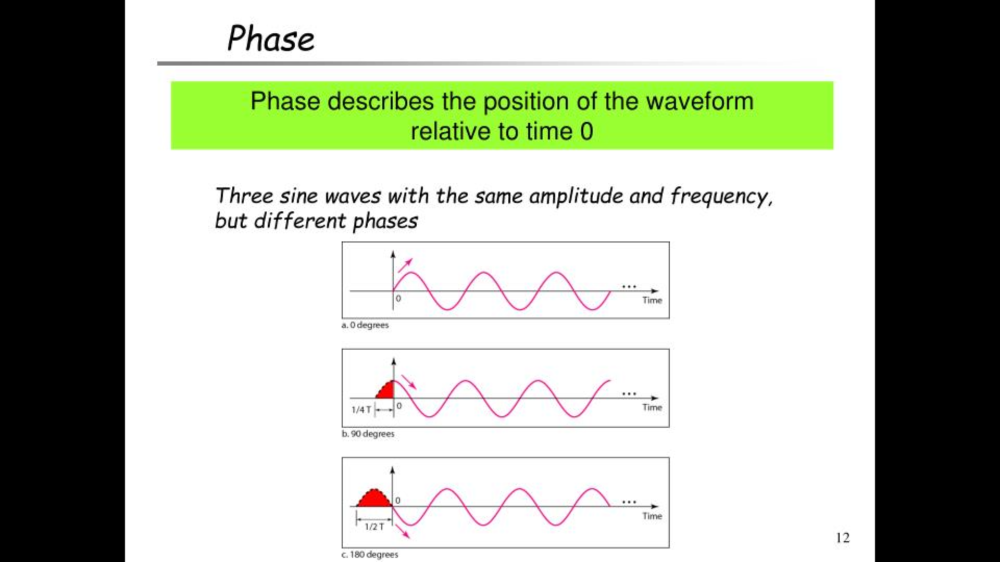 Phase
Phase describes the position of the waveform
relative to time 0
Three sine waves with the same amplitude and frequency,
but different phases
0
...
Time
a. 0 degrees
1/4 T
0
...
Time
b. 90 degrees
0
...
Time
1/2 T
c. 180 degrees
12